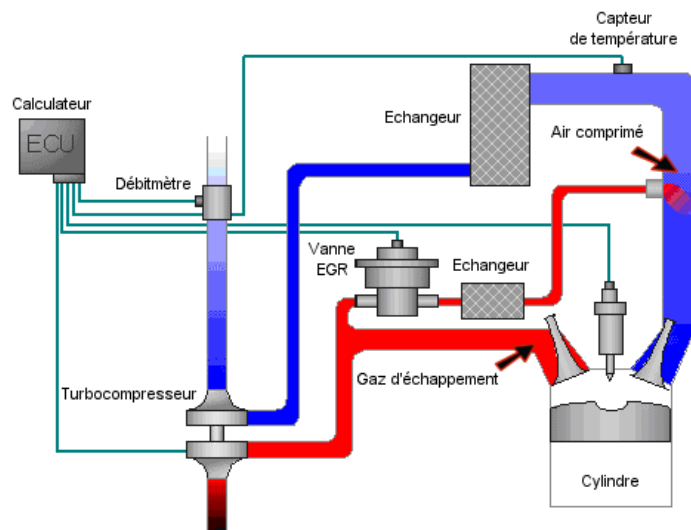 Capteur
de température
Calculateur
ECU
Echangeur
Air comprimé
Débitmètre
Vanne
EGR
Echangeur
Turbocompresseur
Gaz d'échappement
Cylindre